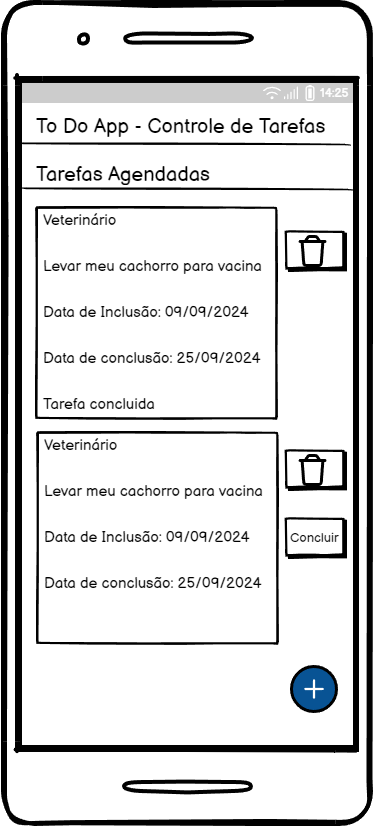 14:25
To Do App - Controle de Tarefas
Tarefas Agendadas
Veterinário
Levar meu cachorro para vacina
Data de Inclusão: 09/09/2024
Data de conclusão: 25/09/2024
Tarefa concluida
Veterinário
Levar meu cachorro para vacina
Data de Inclusão: 09/09/2024
Concluir
Data de conclusão: 25/09/2024